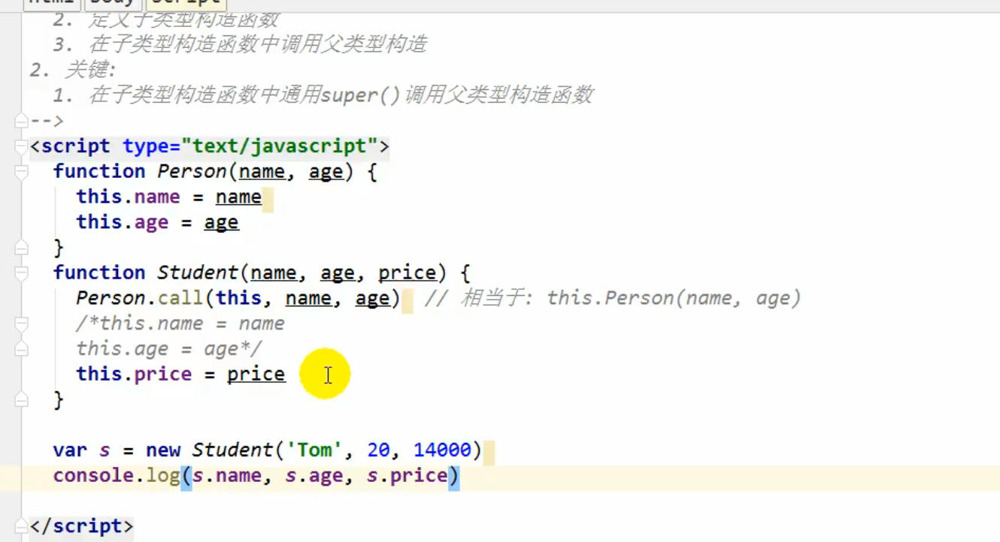 html body script
2. 定义子类型构造函数
3. 在子类型构造函数中调用父类型构造
2. 关键:
1. 在子类型构造函数中通用super()调用父类型构造函数
-->
<script type="text/javascript">
function Person(name, age) {
this.name = name
this.age = age
}
function Student(name, age, price) {
Person.call(this, name, age) // 相当于: this.Person(name, age)
/*this.name = name
this.age = age*/
this.price = price
}
var s = new Student('Tom', 20, 14000)
console.log(s.name, s.age, s.price)
</script>